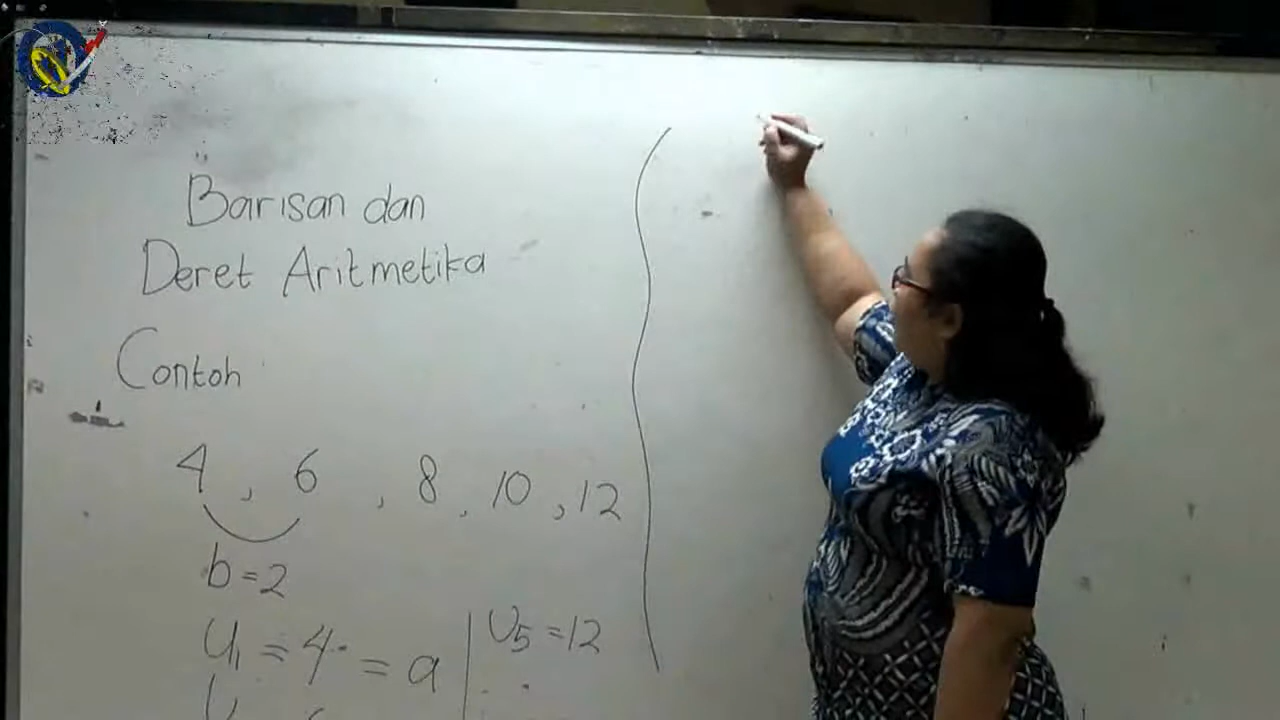 Barisan dan
Deret Aritmetika
Contoh
4 , 6 , 8 , 10 , 12
b = 2
U₁ = 4 = a
U₅ = 12